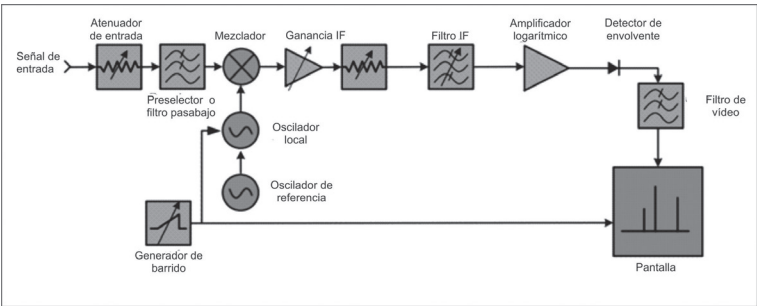 Señal de
entrada
Atenuador
de entrada
Preselector o
filtro pasabajo
Mezclador
Ganancia IF
Filtro IF
Amplificador
logarítmico
Detector de
envolvente
Filtro de
vídeo
Oscilador
local
Oscilador de
referencia
Generador de
barrido
Pantalla